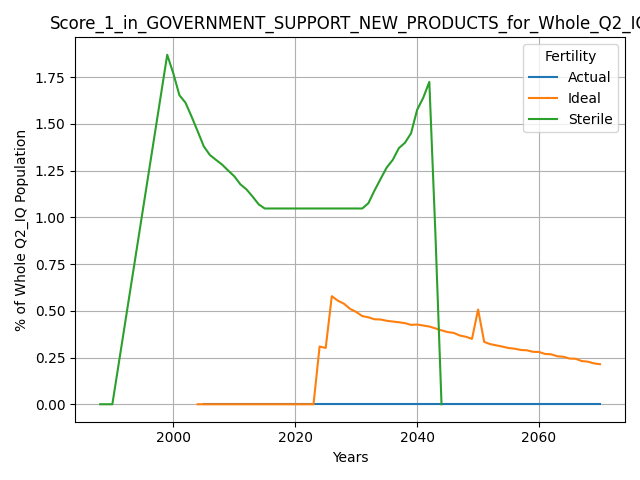 Score_1_in_GOVERNMENT_SUPPORT_NEW_PRODUCTS_for_Whole_Q2_IQ
Fertility
Actual
Ideal
Sterile
% of Whole Q2_IQ Population
1.75
1.50
1.25
1.00
0.75
0.50
0.25
0.00
2000
2020
2040
2060
Years